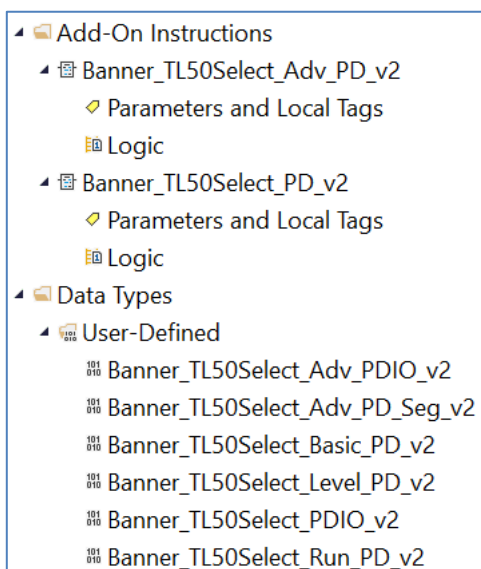 Add-On Instructions
Banner_TL50Select_Adv_PD_v2
Parameters and Local Tags
Logic
Banner_TL50Select_PD_v2
Parameters and Local Tags
Logic
Data Types
User-Defined
Banner_TL50Select_Adv_PDIO_v2
Banner_TL50Select_Adv_PD_Seg_v2
Banner_TL50Select_Basic_PD_v2
Banner_TL50Select_Level_PD_v2
Banner_TL50Select_PDIO_v2
Banner_TL50Select_Run_PD_v2